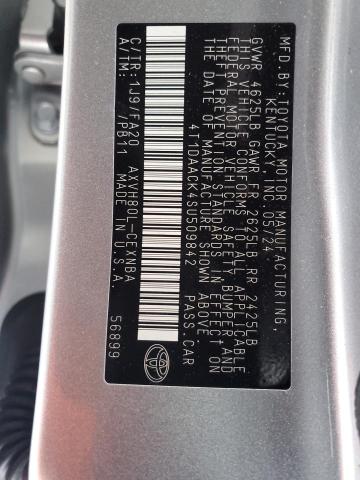 MFD. BY: TOYOTA MOTOR MANUFACTURING,
KENTUCKY, INC. 05/24
GVWR 4625LB GAWR FR 2625LB RR 2425LB
THIS VEHICLE CONFORMS TO ALL APPLICABLE
FEDERAL MOTOR VEHICLE SAFETY, BUMPER AND
THEFT PREVENTION STANDARDS IN EFFECT ON
THE DATE OF MANUFACTURE SHOWN ABOVE.
4T1DAACK4SU509842 PASS.CAR
C/TR: 1J9/FA20 AXVH80L-CEXNBA
A/TM: /PB11 MADE IN U.S.A.
56899
TOYOTA